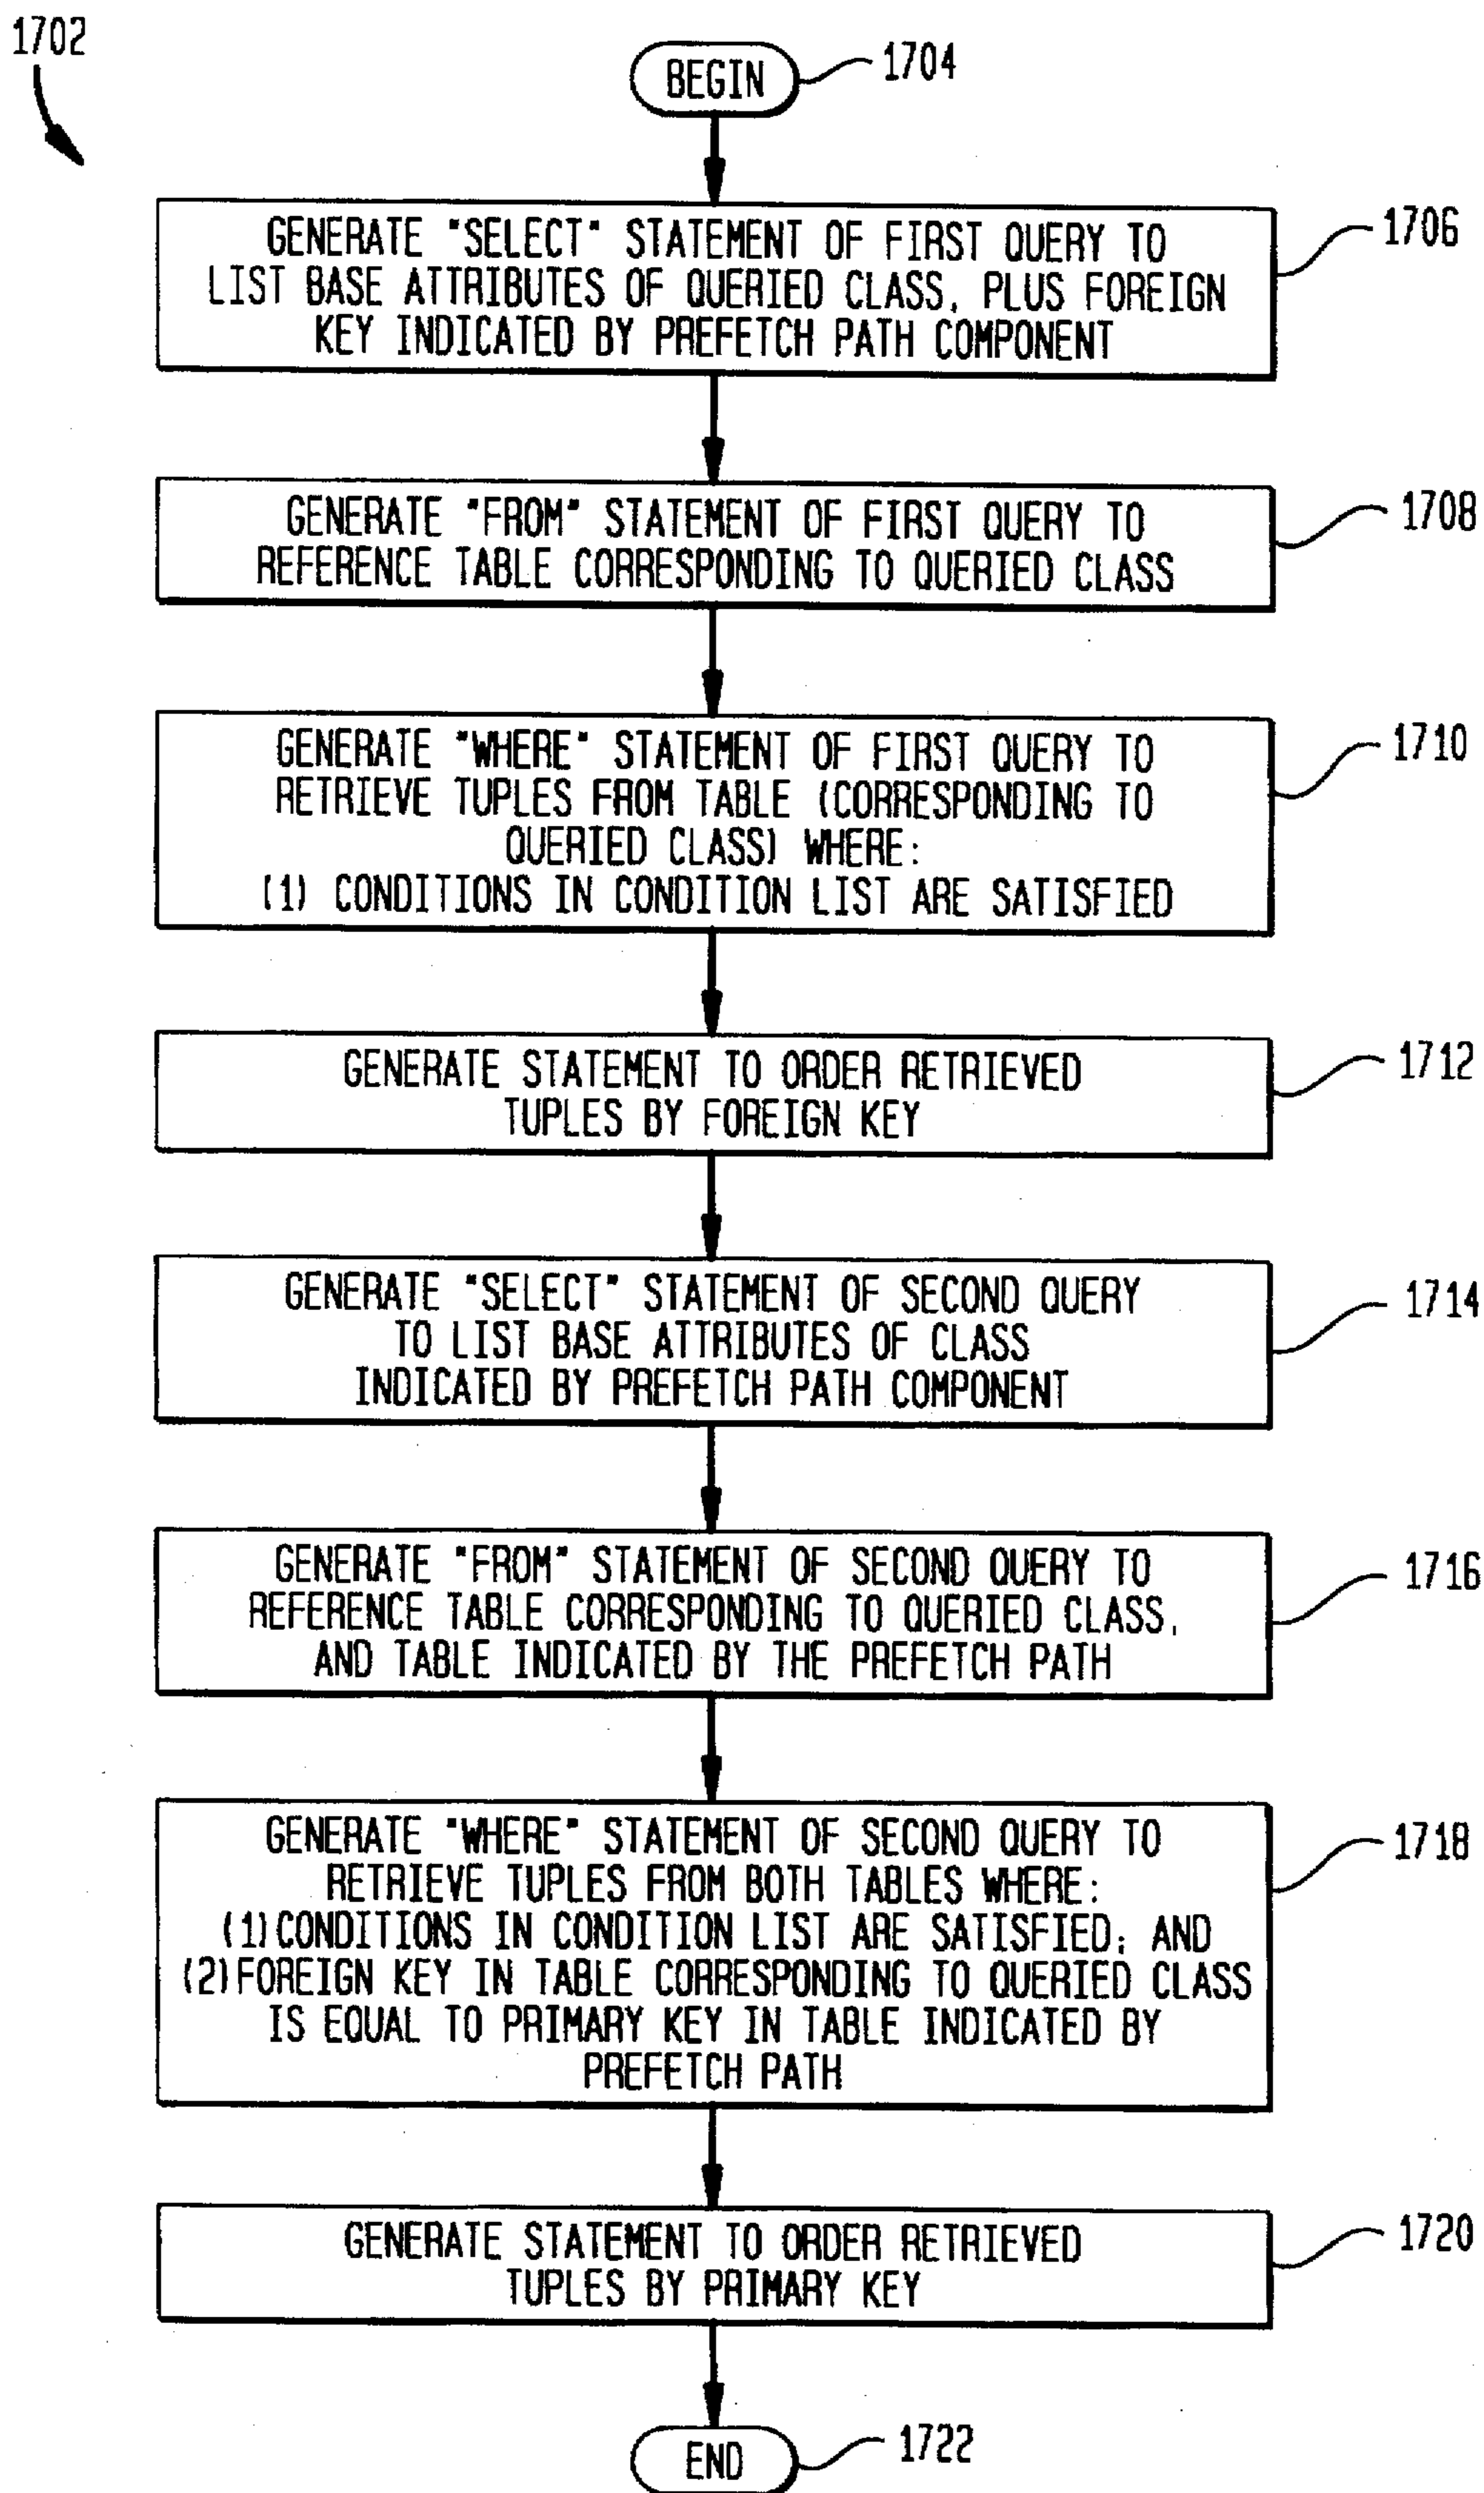 1702
BEGIN
1704
GENERATE "SELECT" STATEMENT OF FIRST QUERY TO
LIST BASE ATTRIBUTES OF QUERIED CLASS, PLUS FOREIGN
KEY INDICATED BY PREFETCH PATH COMPONENT
1706
GENERATE "FROM" STATEMENT OF FIRST QUERY TO
REFERENCE TABLE CORRESPONDING TO QUERIED CLASS
1708
GENERATE "WHERE" STATEMENT OF FIRST QUERY TO
RETRIEVE TUPLES FROM TABLE (CORRESPONDING TO
QUERIED CLASS) WHERE:
(1) CONDITIONS IN CONDITION LIST ARE SATISFIED
1710
GENERATE STATEMENT TO ORDER RETRIEVED
TUPLES BY FOREIGN KEY
1712
GENERATE "SELECT" STATEMENT OF SECOND QUERY
TO LIST BASE ATTRIBUTES OF CLASS
INDICATED BY PREFETCH PATH COMPONENT
1714
GENERATE "FROM" STATEMENT OF SECOND QUERY TO
REFERENCE TABLE CORRESPONDING TO QUERIED CLASS,
AND TABLE INDICATED BY THE PREFETCH PATH
1716
GENERATE "WHERE" STATEMENT OF SECOND QUERY TO
RETRIEVE TUPLES FROM BOTH TABLES WHERE:
(1) CONDITIONS IN CONDITION LIST ARE SATISFIED; AND
(2) FOREIGN KEY IN TABLE CORRESPONDING TO QUERIED CLASS
IS EQUAL TO PRIMARY KEY IN TABLE INDICATED BY
PREFETCH PATH
1718
GENERATE STATEMENT TO ORDER RETRIEVED
TUPLES BY PRIMARY KEY
1720
END
1722